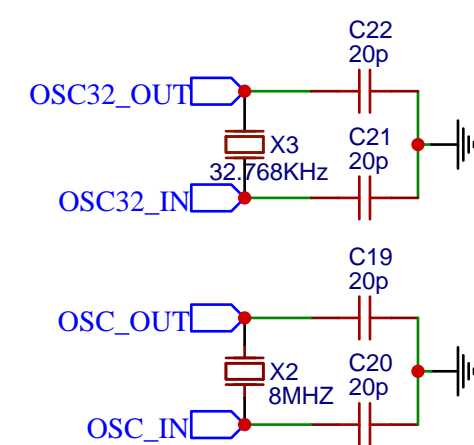 C22
20p
OSC32_OUT
C21
X3
20p
32.768KHz
OSC32_IN
C19
20p
OSC_OUT
C20
X2
20p
8MHZ
OSC_IN